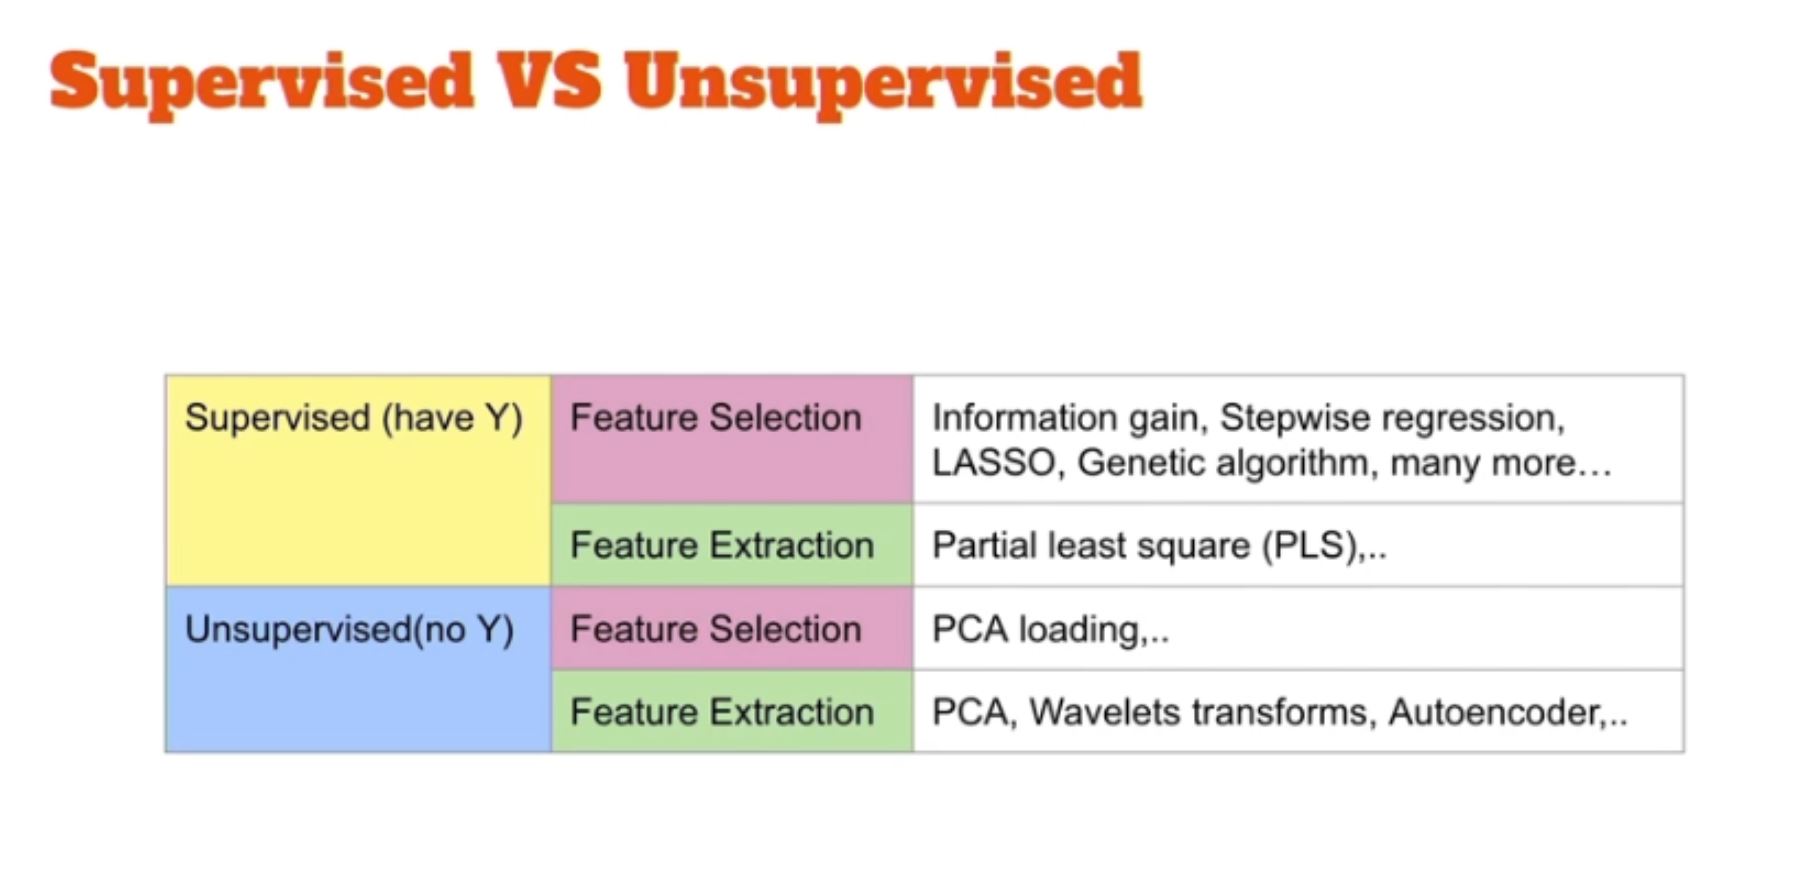 Supervised VS Unsupervised
Supervised (have Y)
Feature Selection
Information gain, Stepwise regression,
LASSO, Genetic algorithm, many more…
Feature Extraction
Partial least square (PLS),..
Unsupervised(no Y)
Feature Selection
PCA loading,..
Feature Extraction
PCA, Wavelets transforms, Autoencoder,..